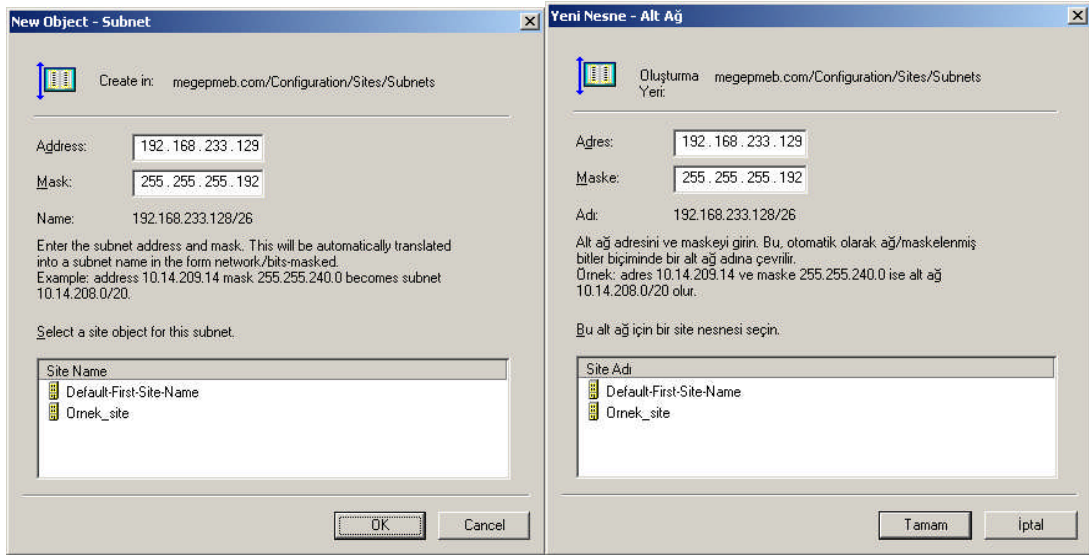 New Object - Subnet
Create in: megepmeb.com/Configuration/Sites/Subnets
Address: 192 . 168 . 233 . 129
Mask: 255 . 255 . 255 . 192
Name: 192.168.233.128/26
Enter the subnet address and mask. This will be automatically translated
into a subnet name in the form network/bits-masked.
Example: address 10.14.209.14 mask 255.255.240.0 becomes subnet
10.14.208.0/20.
Select a site object for this subnet.
Site Name
Default-First-Site-Name
Ornek_site
OK Cancel
Yeni Nesne - Alt Ağ
Oluşturma megepmeb.com/Configuration/Sites/Subnets
Yeri:
Adres: 192 . 168 . 233 . 129
Maske: 255 . 255 . 255 . 192
Adı: 192.168.233.128/26
Alt ağ adresini ve maskeyi girin. Bu, otomatik olarak ağ/maskelenmiş
bitler biçiminde bir alt ağ adına çevrilir.
Örnek: adres 10.14.209.14 ve maske 255.255.240.0 ise alt ağ
10.14.208.0/20 olur.
Bu alt ağ için bir site nesnesi seçin.
Site Adı
Default-First-Site-Name
Ornek_site
Tamam İptal